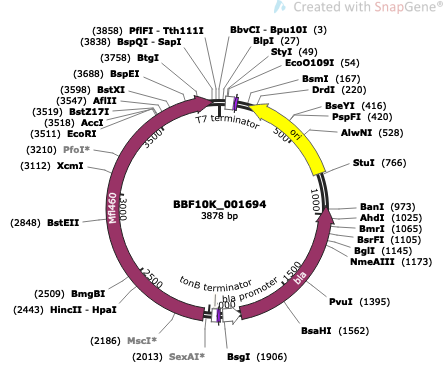 Created with SnapGene®
(3858) PflFI - Tth111I
(3838) BspQI - SapI
(3758) BtgI
(3688) BspEI
(3598) BstXI
(3547) AflII
(3519) BstZ17I
(3518) AccI
(3511) EcoRI
(3210) PfoI*
(3112) XcmI
(2848) BstEII
(2509) BmgBI
(2443) HincII - HpaI
(2186) MscI*
(2013) SexAI*
BbvCI - Bpu10I (3)
BlpI (27)
StyI (49)
EcoO109I (54)
BsmI (167)
DrdI (220)
BseYI (416)
PspFI (420)
AlwNI (528)
StuI (766)
BanI (973)
AhdI (1025)
BmrI (1065)
BsrFI (1105)
BglI (1145)
NmeAIII (1173)
PvuI (1395)
BsaHI (1562)
BsgI (1906)
T7 terminator
ori
500
1000
1500
bla
bla promoter
tonB terminator
2500
3000
3500
Mfl460
BBF10K_001694
3878 bp